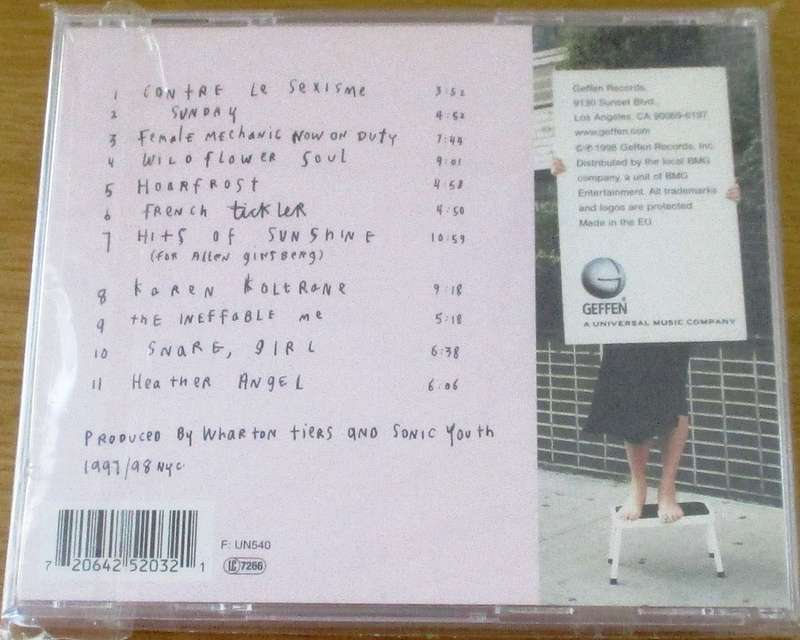 1 CONTRE Le SEXISME 3:52
2 SUNDAY 4:52
3 Female MECHANIC NOW ON DUTY 7:44
4 WILDFLOWER SOUL 9:01
5 HOARFROST 4:58
6 FRENCH tickLER 4:50
7 HITS OF SUNSHINE 10:59
(FOR Allen GINSBERG)
8 KAREN KOLTRANE 9:18
9 tHE INEFFABLE me 5:18
10 SNARE, GIRL 6:38
11 HeatHER ANGEL 6:06
PRODUCED BY WHARTON tiERS AND SONIC YOUTH
1997/98 NYC
7 20642 52032 1
F: UN540
LC 7266
Geffen Records,
9130 Sunset Blvd.,
Los Angeles, CA 90069-6197
www.geffen.com
©℗ 1998 Geffen Records, Inc.
Distributed by the local BMG
company, a unit of BMG
Entertainment. All trademarks
and logos are protected.
Made in the EU
GEFFEN
A UNIVERSAL MUSIC COMPANY